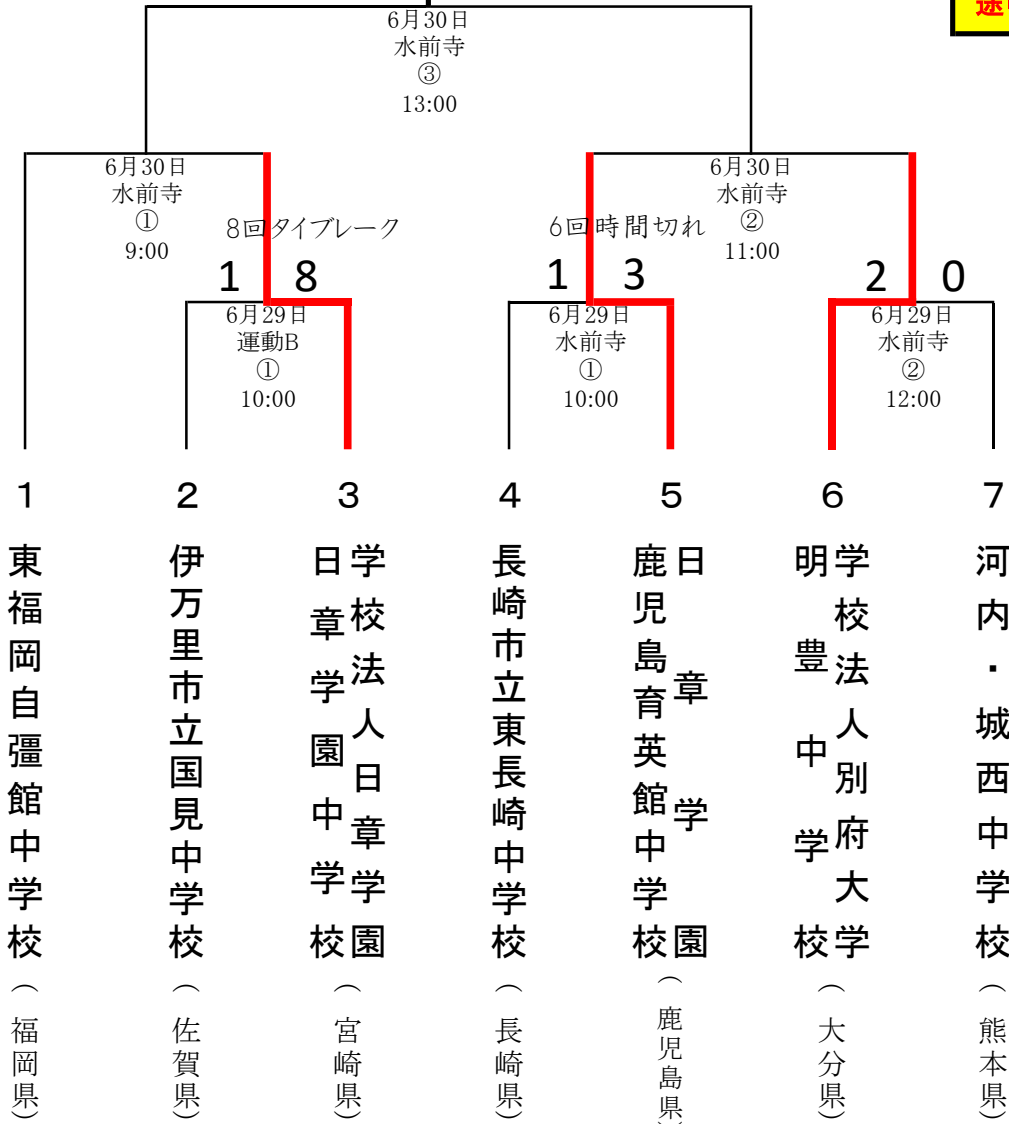 途
6月30日
水前寺
③
13:00
6月30日
水前寺
①
9:00
6月30日
水前寺
②
11:00
8回タイブレーク
6回時間切れ
1 8
1 3
2 0
6月29日
運動B
①
10:00
6月29日
水前寺
①
10:00
6月29日
水前寺
②
12:00
1
東福岡自彊館中学校
(福岡県)
2
伊万里市立国見中学校
(佐賀県)
3
学校法人日章学園
日章学園中学校
(宮崎県)
4
長崎市立東長崎中学校
(長崎県)
5
日章学園
鹿児島育英館中学校
(鹿児島県)
6
学校法人別府大学
明豊中学校
(大分県)
7
河内・城西中学校
(熊本県)